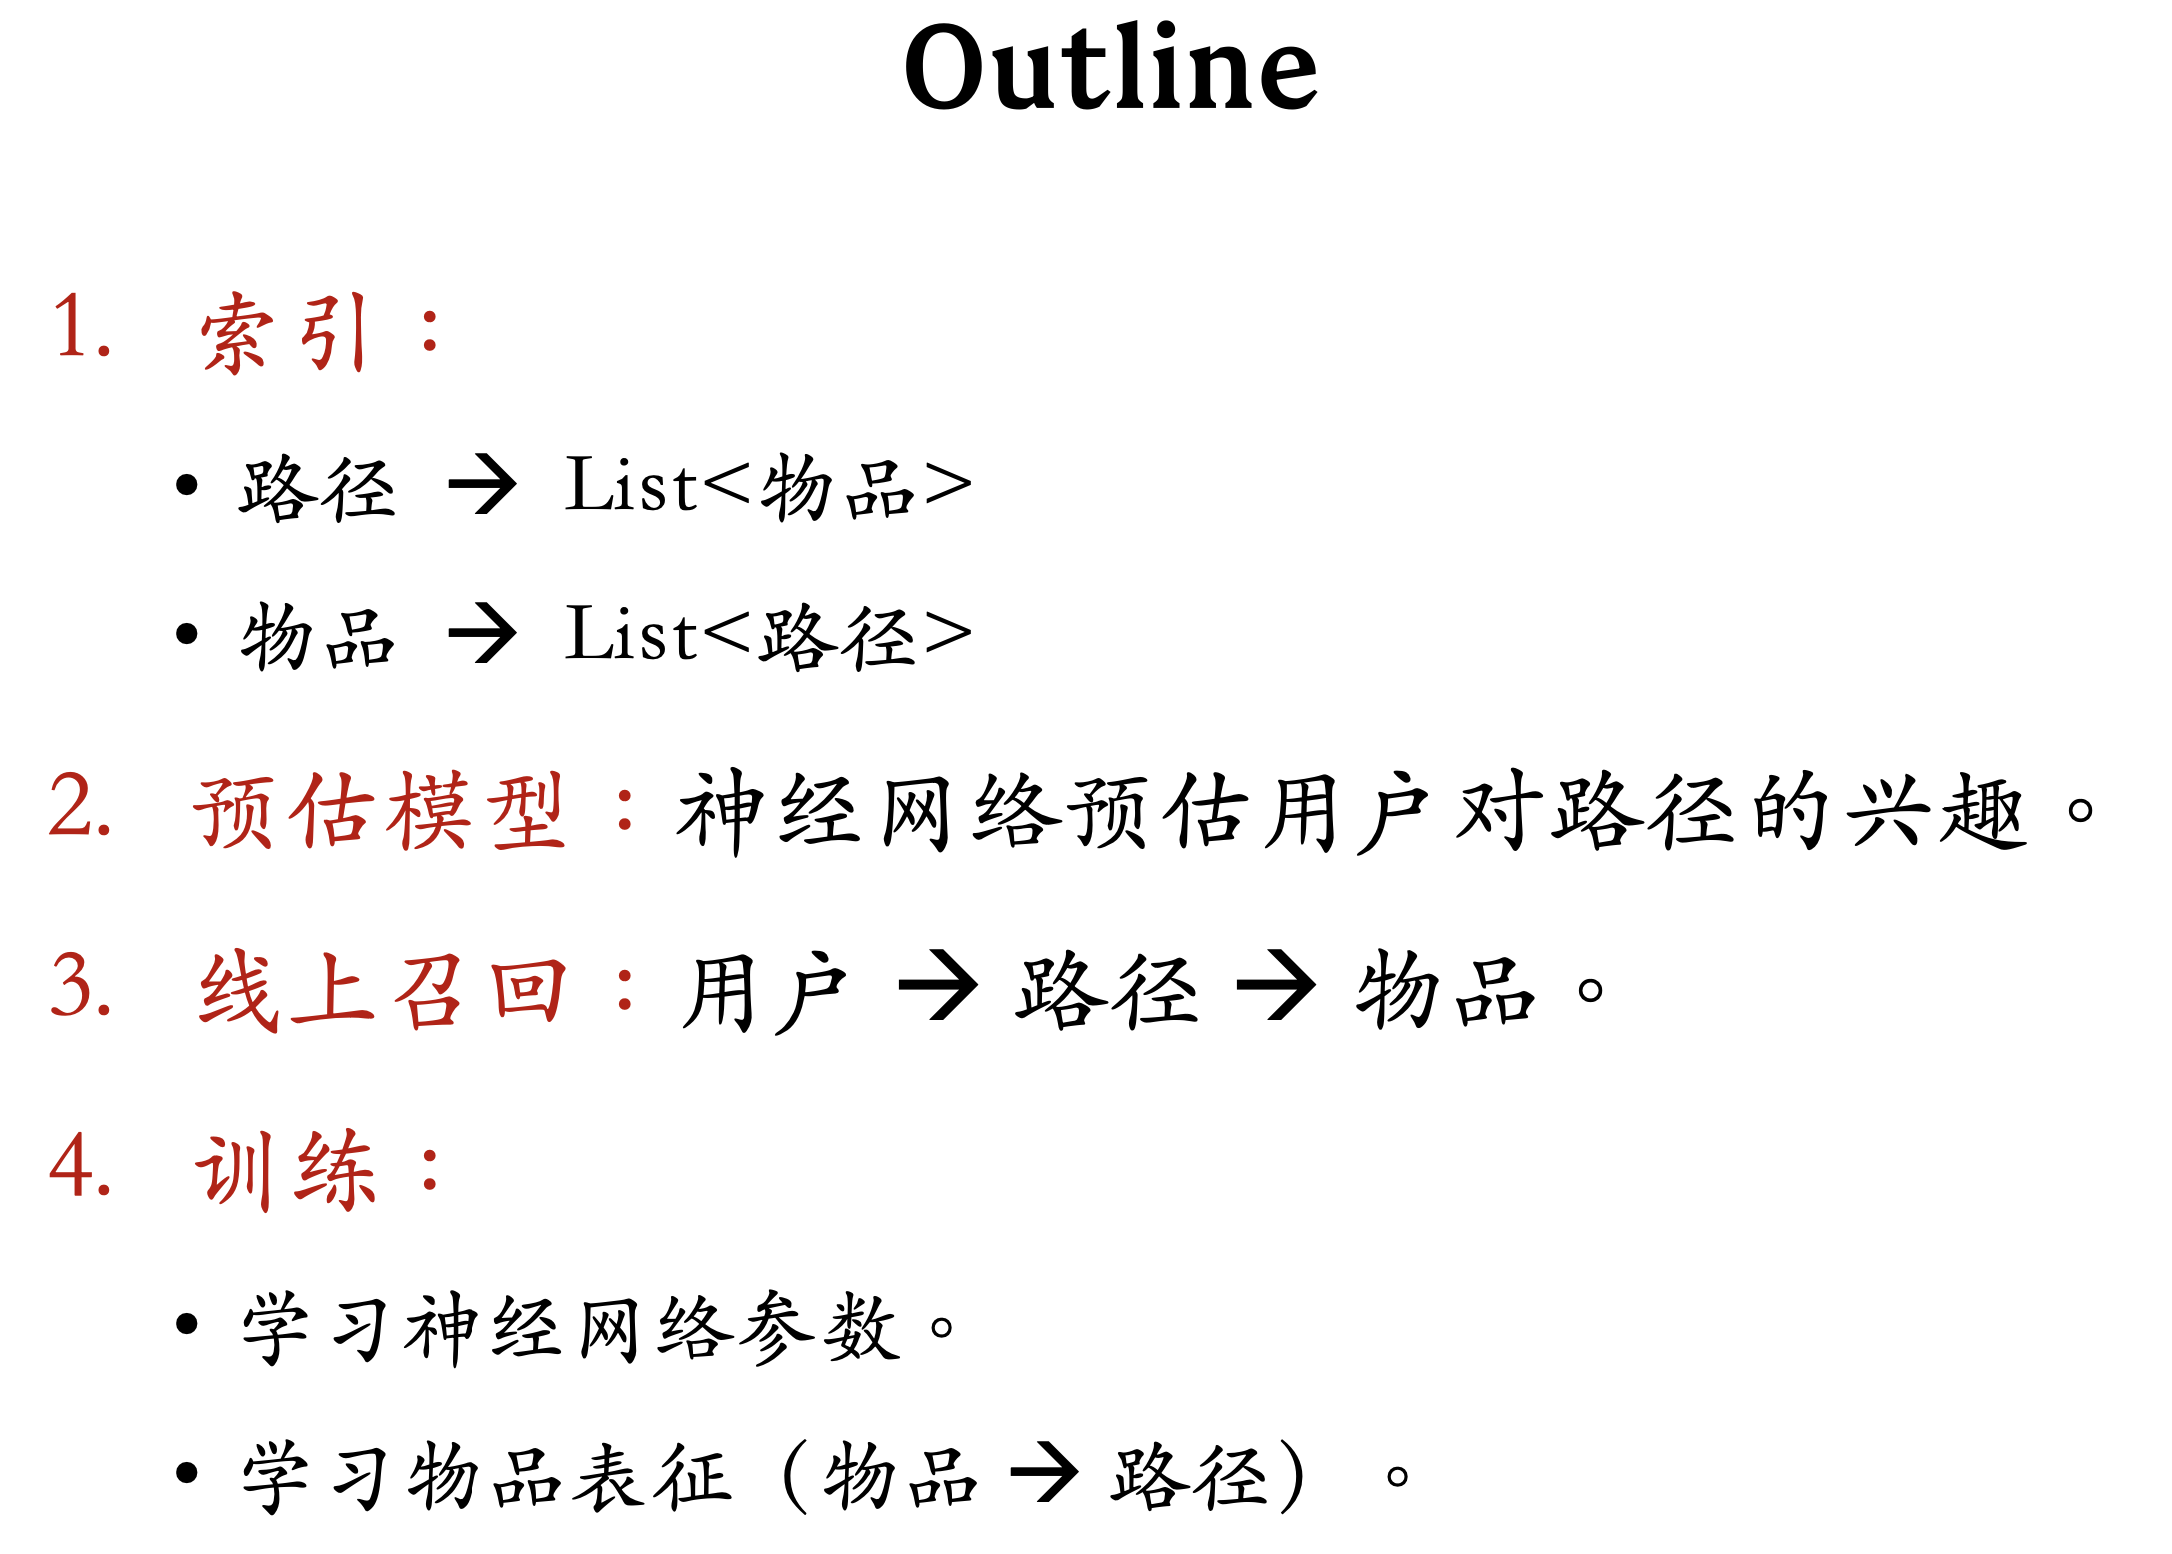 Outline
1. 索引：
• 路径 → List<物品>
• 物品 → List<路径>
2. 预估模型：神经网络预估用户对路径的兴趣。
3. 线上召回：用户 → 路径 → 物品。
4. 训练：
• 学习神经网络参数。
• 学习物品表征（物品 → 路径）。